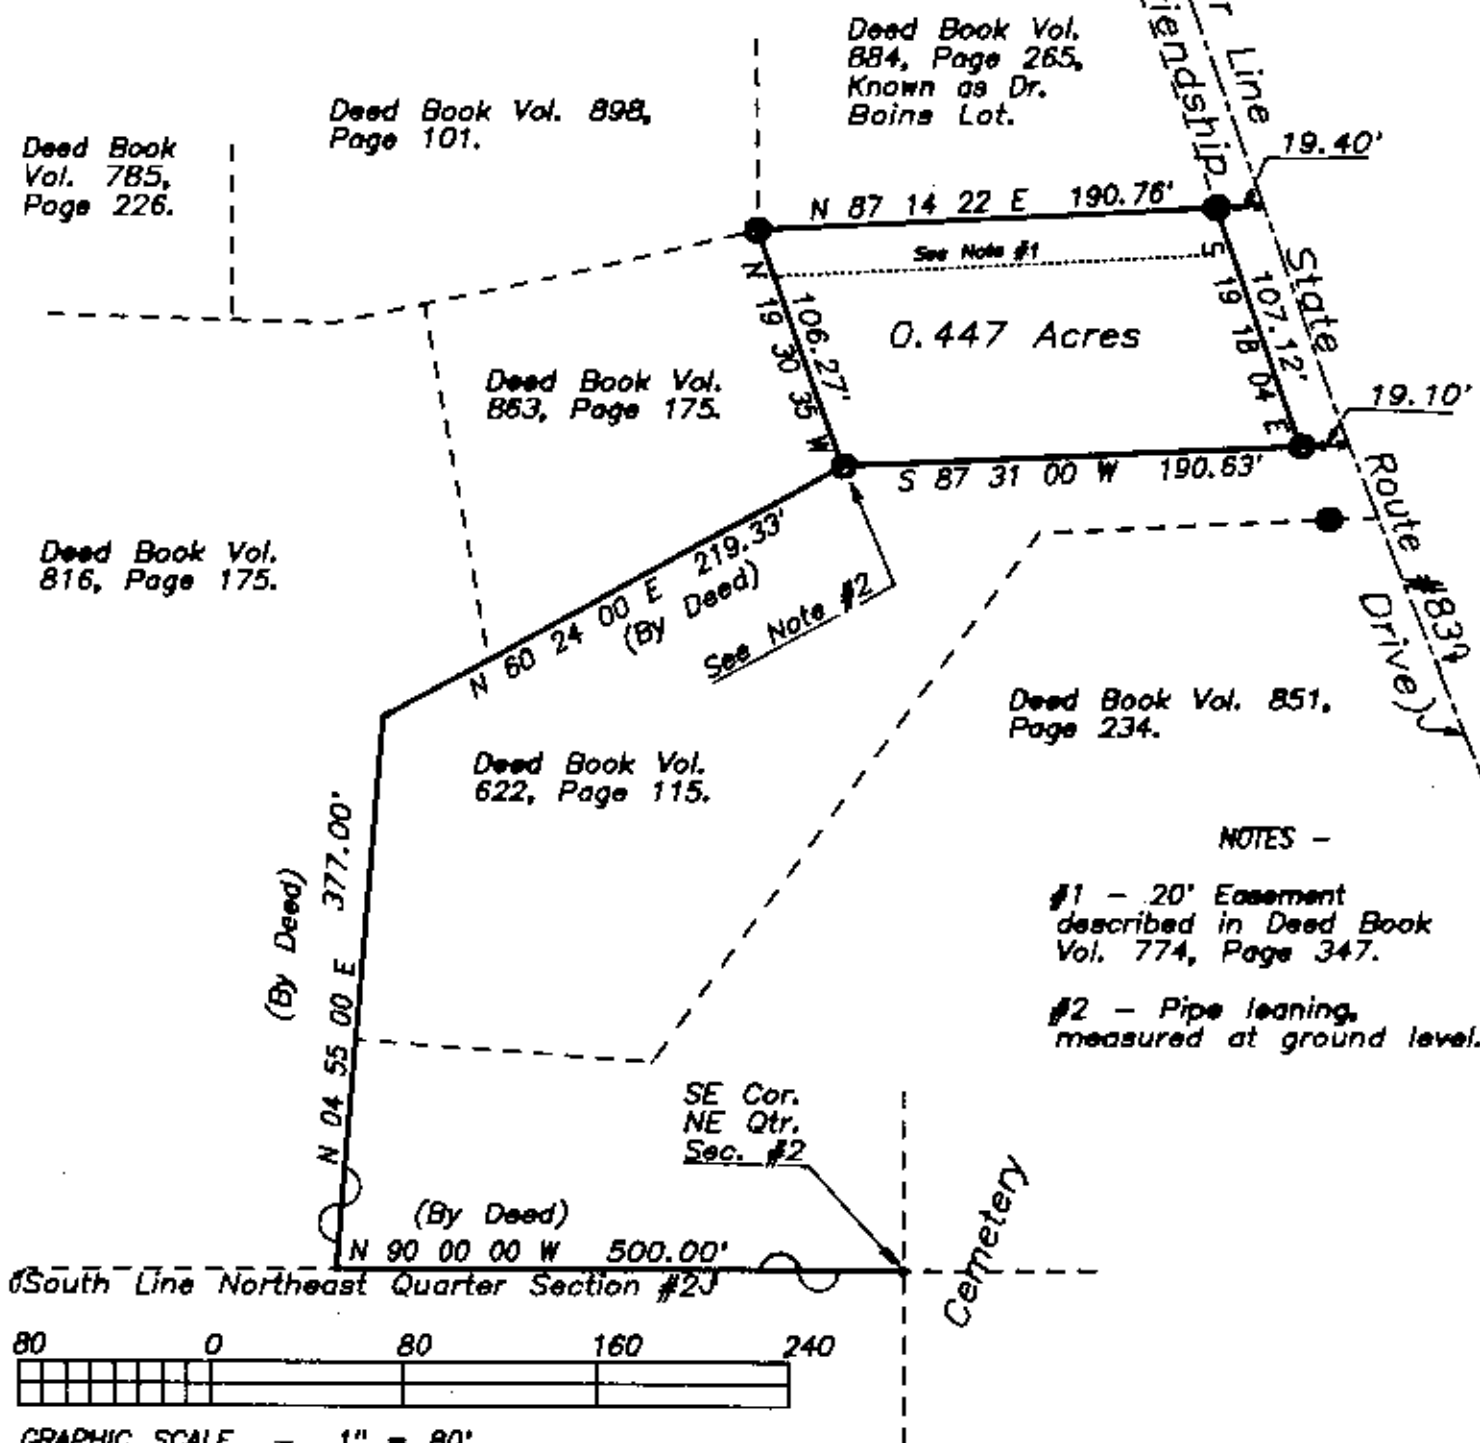 Deed Book Vol.
884, Page 265,
Known as Dr.
Bains Lot.
r Line
iendship
Deed Book Vol. 898,
Page 101.
Deed Book
Vol. 785,
Page 226.
19.40'
N 87 14 22 E 190.76'
See Note #1
N 19 30 35 W
106.27'
0.447 Acres
S 19 18 04 E
107.12'
State
Route #83
Drive)
19.10'
Deed Book Vol.
863, Page 175.
S 87 31 00 W 190.63'
Deed Book Vol.
816, Page 175.
N 60 24 00 E 219.33'
(By Deed)
See Note #2
Deed Book Vol. 851,
Page 234.
Deed Book Vol.
622, Page 115.
N 04 55 00 E 377.00'
(By Deed)
NOTES -
#1 - 20' Easement
described in Deed Book
Vol. 774, Page 347.
#2 - Pipe leaning,
measured at ground level.
SE Cor.
NE Qtr.
Sec. #2
Cemetery
(By Deed)
N 90 00 00 W 500.00'
South Line Northeast Quarter Section #2
80 0 80 160 240
GRAPHIC SCALE - 1" = 80'